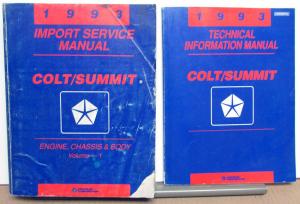 1993
IMPORT SERVICE
MANUAL
COLT/SUMMIT
ENGINE, CHASSIS & BODY
Volume - 1
1993
TECHNICAL
INFORMATION MANUAL
COLT/SUMMIT